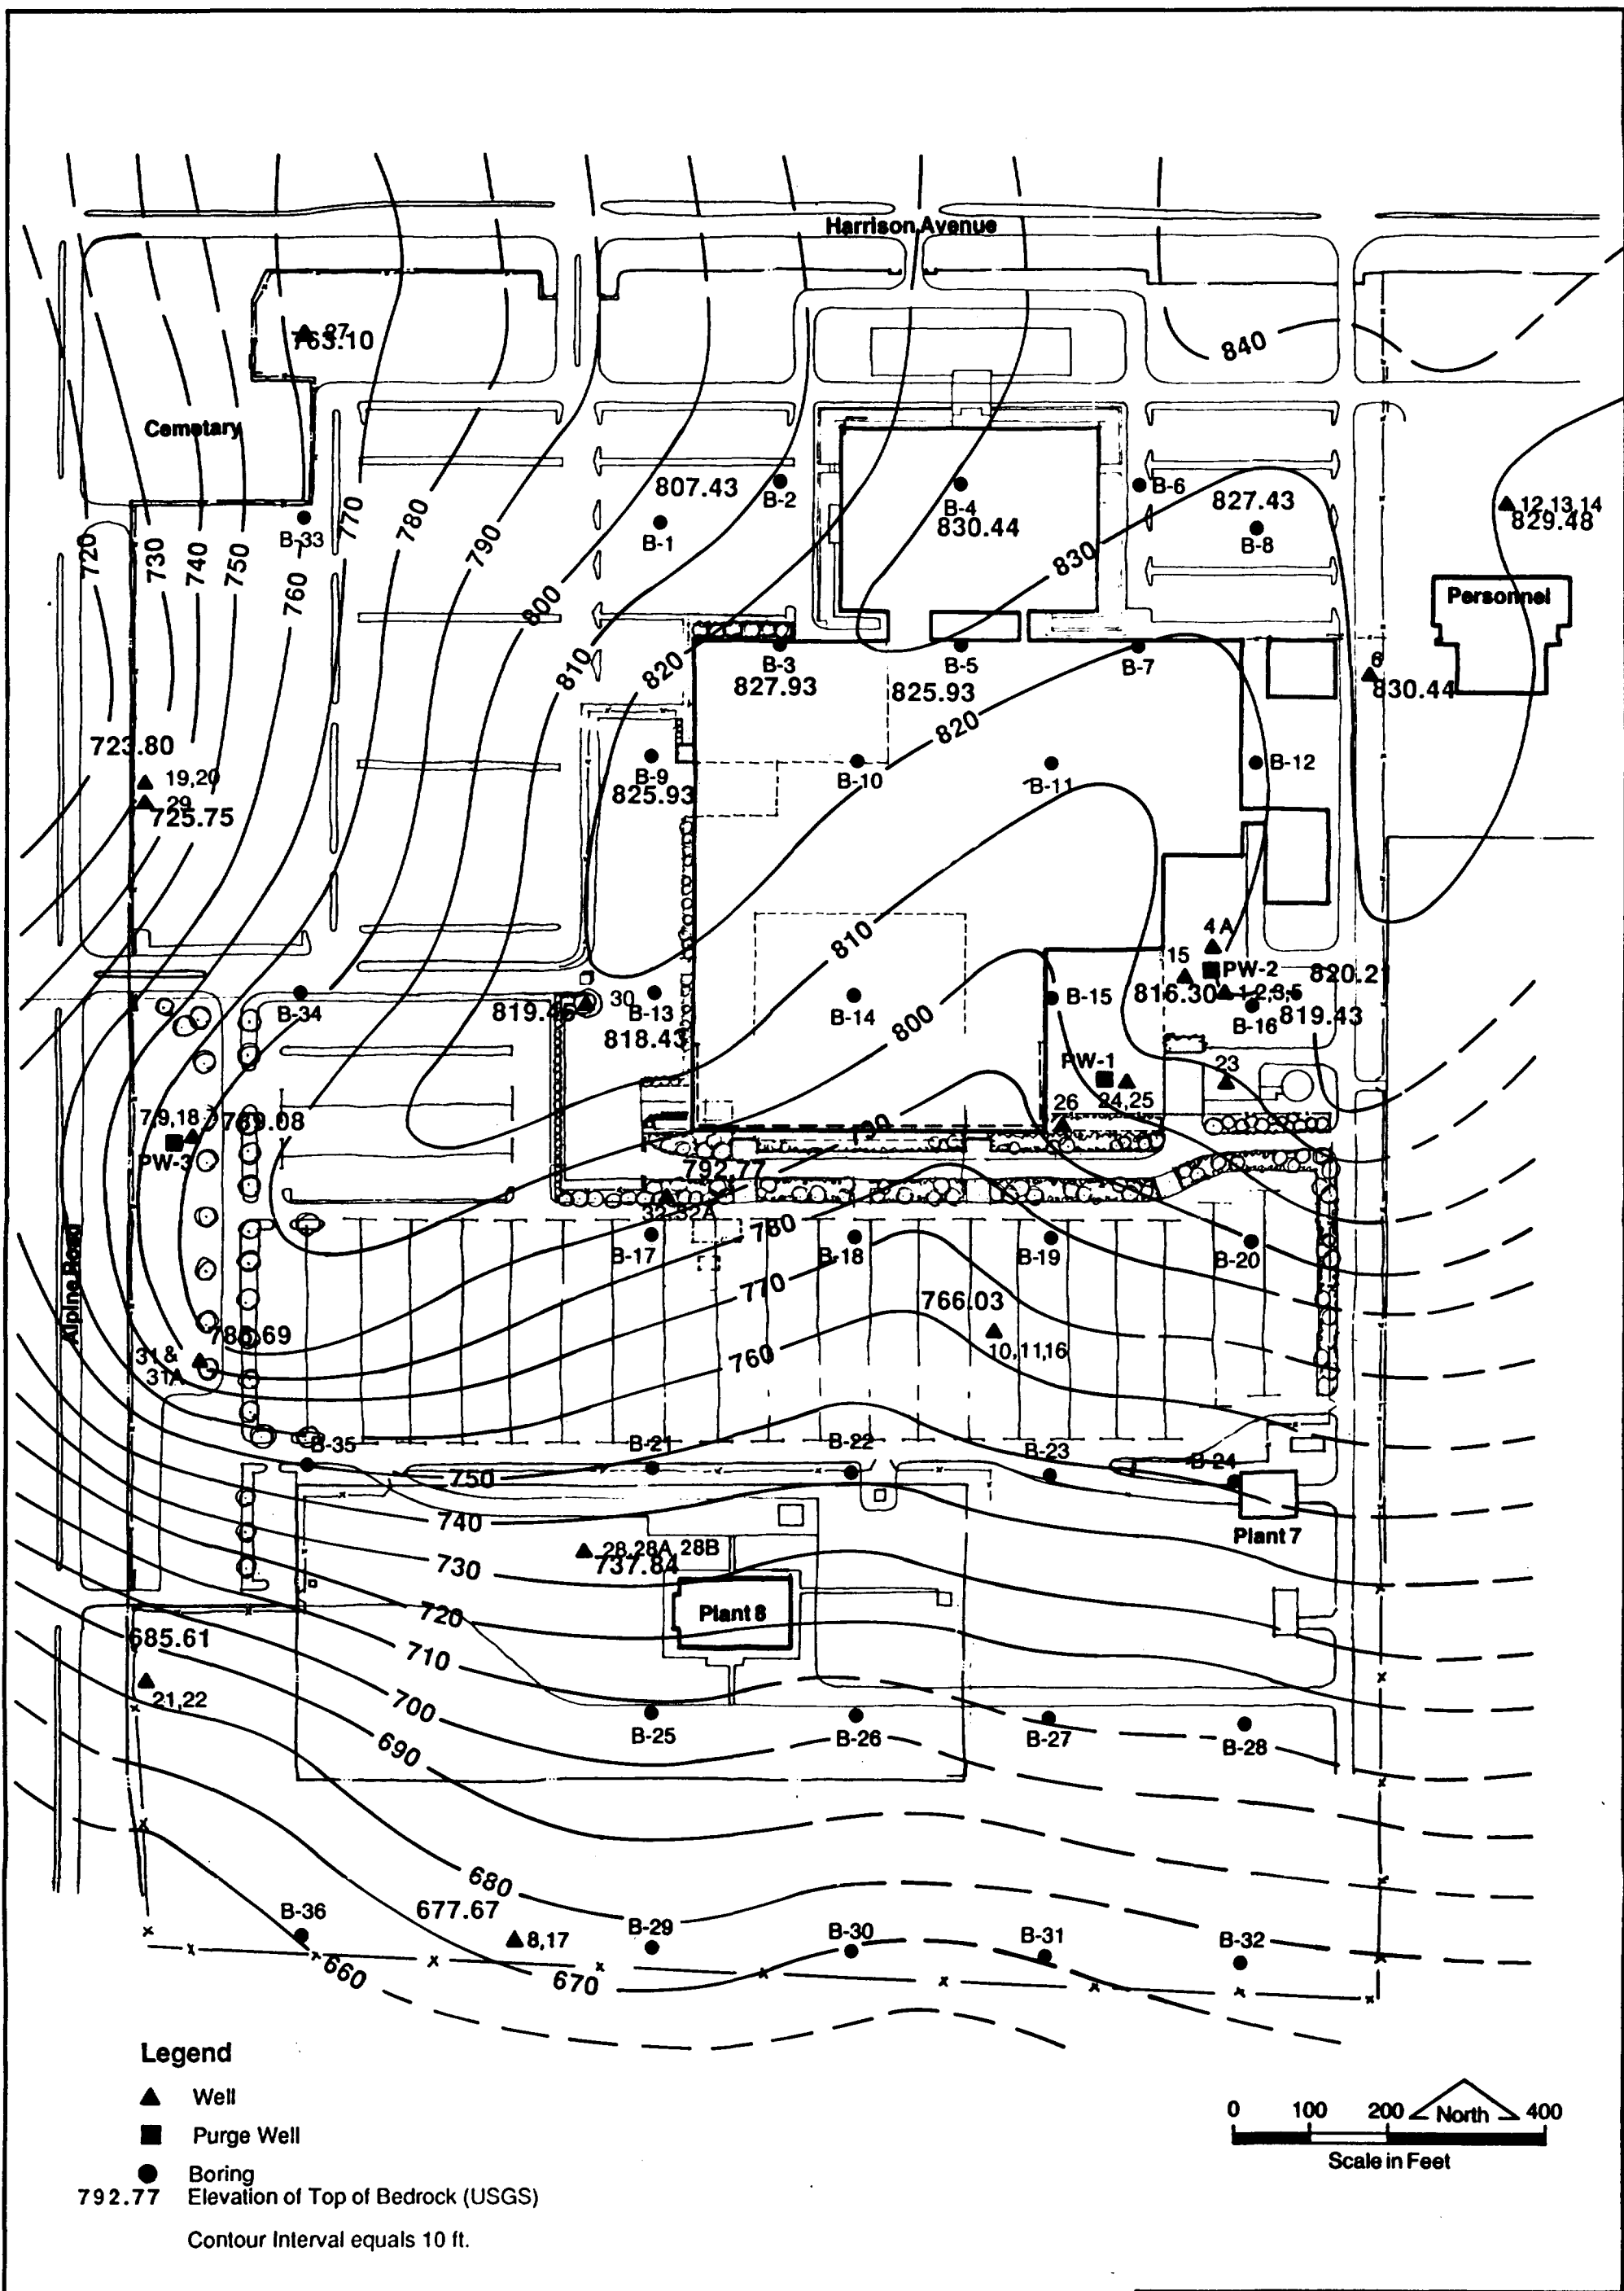 Harrison Avenue
840
27
763.10
Cemetary
807.43
B-2
B-6
B-4
830.44
827.43
B-8
12,13,14
829.48
B-33
B-1
720
730
740
750
760
770
780
790
800
810
820
830
Personnel
B-3
827.93
B-5
825.93
B-7
6
830.44
723.80
19,20
29
725.75
820
B-9
825.93
B-10
B-11
B-12
810
4A
15
PW-2
820.21
816.30
1,2,3,5
B-16
819.43
B-34
819.45
30
B-13
818.43
B-14
B-15
800
PW-1
24,25
23
26
7,9,18
789.08
PW-3
790
792.77
32,32A
780
B-17
B-18
B-19
B-20
Alpine Road
770
766.03
10,11,16
31 &
31A
760
B-35
B-21
B-22
B-23
B-24
750
740
Plant 7
28,28A,28B
737.84
730
720
Plant 8
685.61
710
21,22
700
690
B-25
B-26
B-27
B-28
680
B-36
677.67
8,17
B-29
B-30
B-31
B-32
660
670
Legend
Well
Purge Well
Boring
792.77 Elevation of Top of Bedrock (USGS)
Contour Interval equals 10 ft.
0 100 200 North 400
Scale in Feet